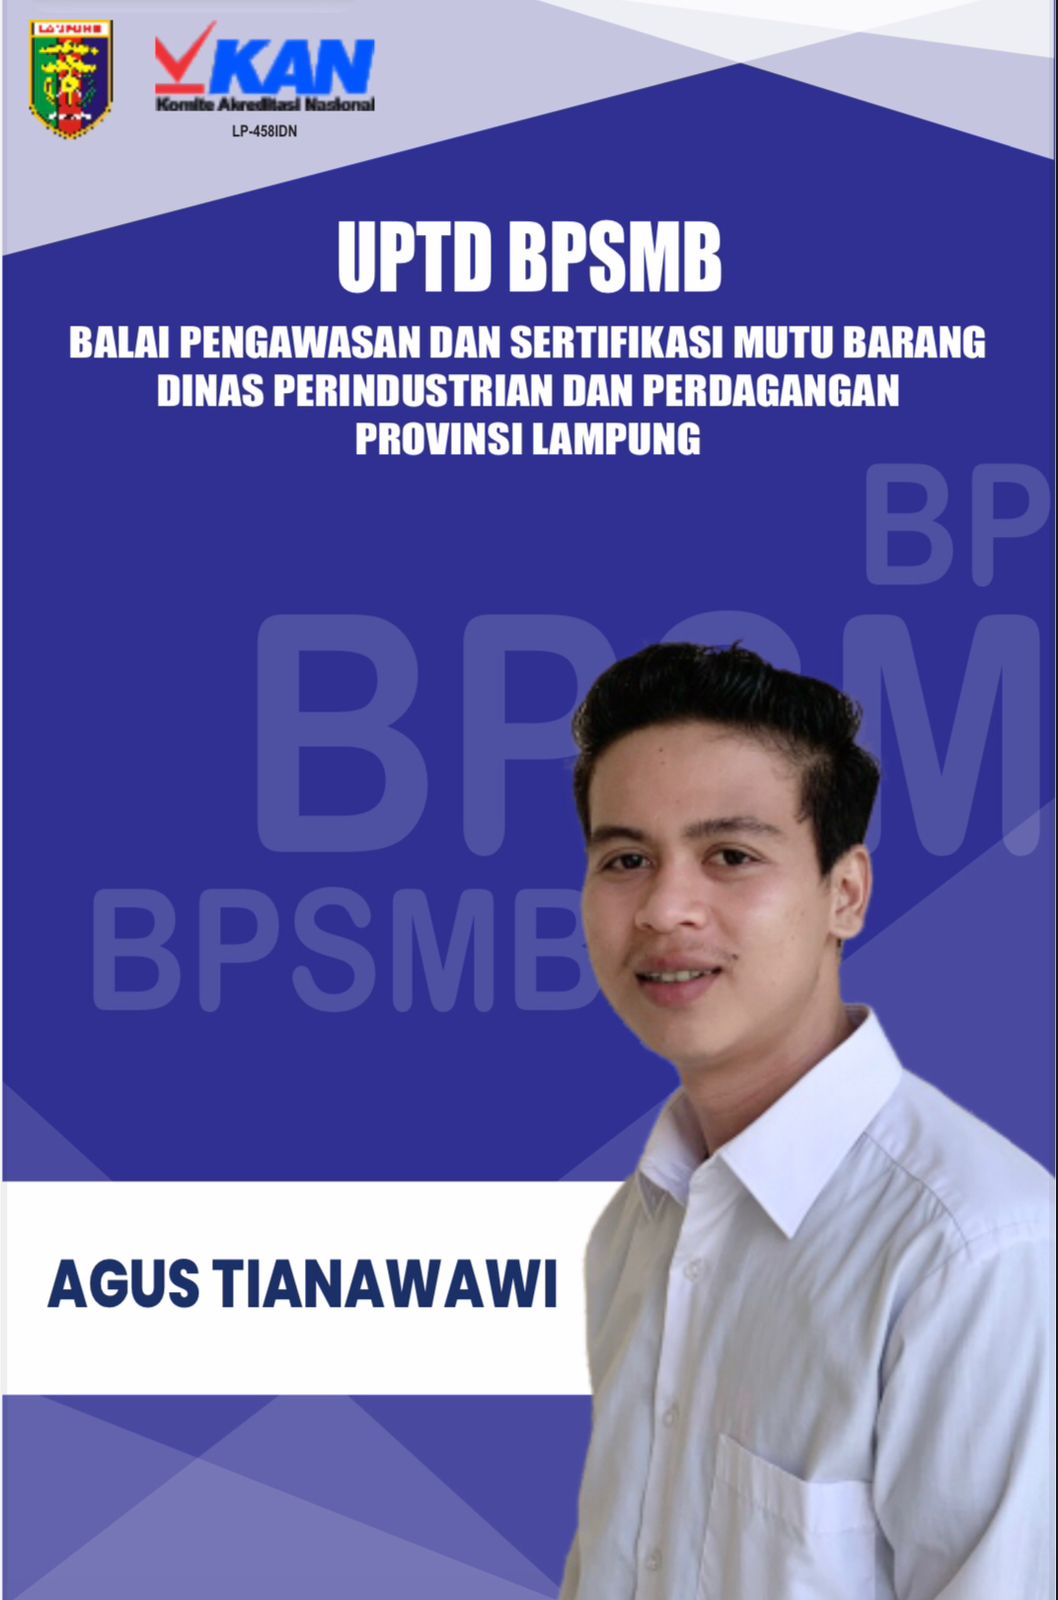 LAMPUNG
KAN
Komite Akreditasi Nasional
LP-458IDN
UPTD BPSMB
BALAI PENGAWASAN DAN SERTIFIKASI MUTU BARANG
DINAS PERINDUSTRIAN DAN PERDAGANGAN
PROVINSI LAMPUNG
BP
BPSM
BPSMB
AGUS TIANAWAWI